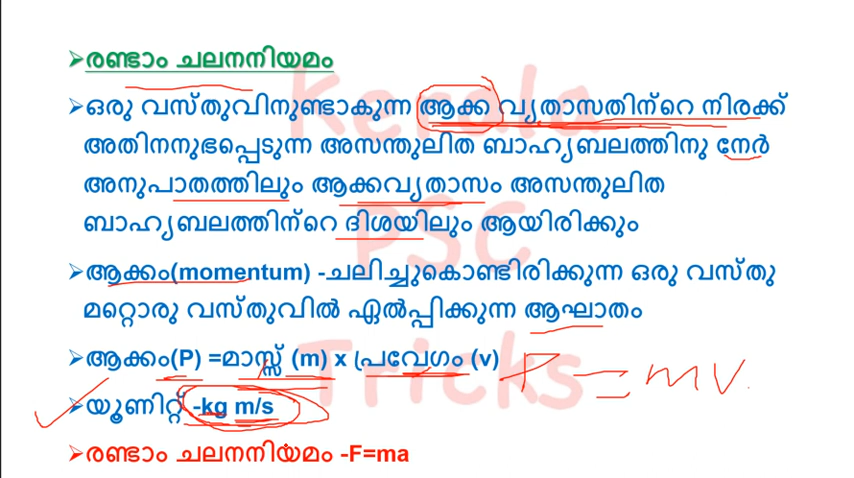 ➤രണ്ടാം ചലനനിയമം
➤ഒരു വസ്തുവിനുണ്ടാകുന്ന ആക്ക വ്യതാസതിന്റെ നിരക്ക്
അതിനനുഭപ്പെടുന്ന അസന്തുലിത ബാഹ്യബലത്തിനു നേർ
അനുപാതത്തിലും ആക്കവ്യതാസം അസന്തുലിത
ബാഹ്യബലത്തിന്റെ ദിശയിലും ആയിരിക്കും
➤ആക്കം(momentum) -ചലിച്ചുകൊണ്ടിരിക്കുന്ന ഒരു വസ്തു
മറ്റൊരു വസ്തുവിൽ ഏൽപ്പിക്കുന്ന ആഘാതം
➤ആക്കം(P) =മാസ്സ് (m) x പ്രവേഗം (v) P = mv
➤യൂണിറ്റ് -kg m/s
➤രണ്ടാം ചലനനിയമം -F=ma
Kerala
PSC
Tricks